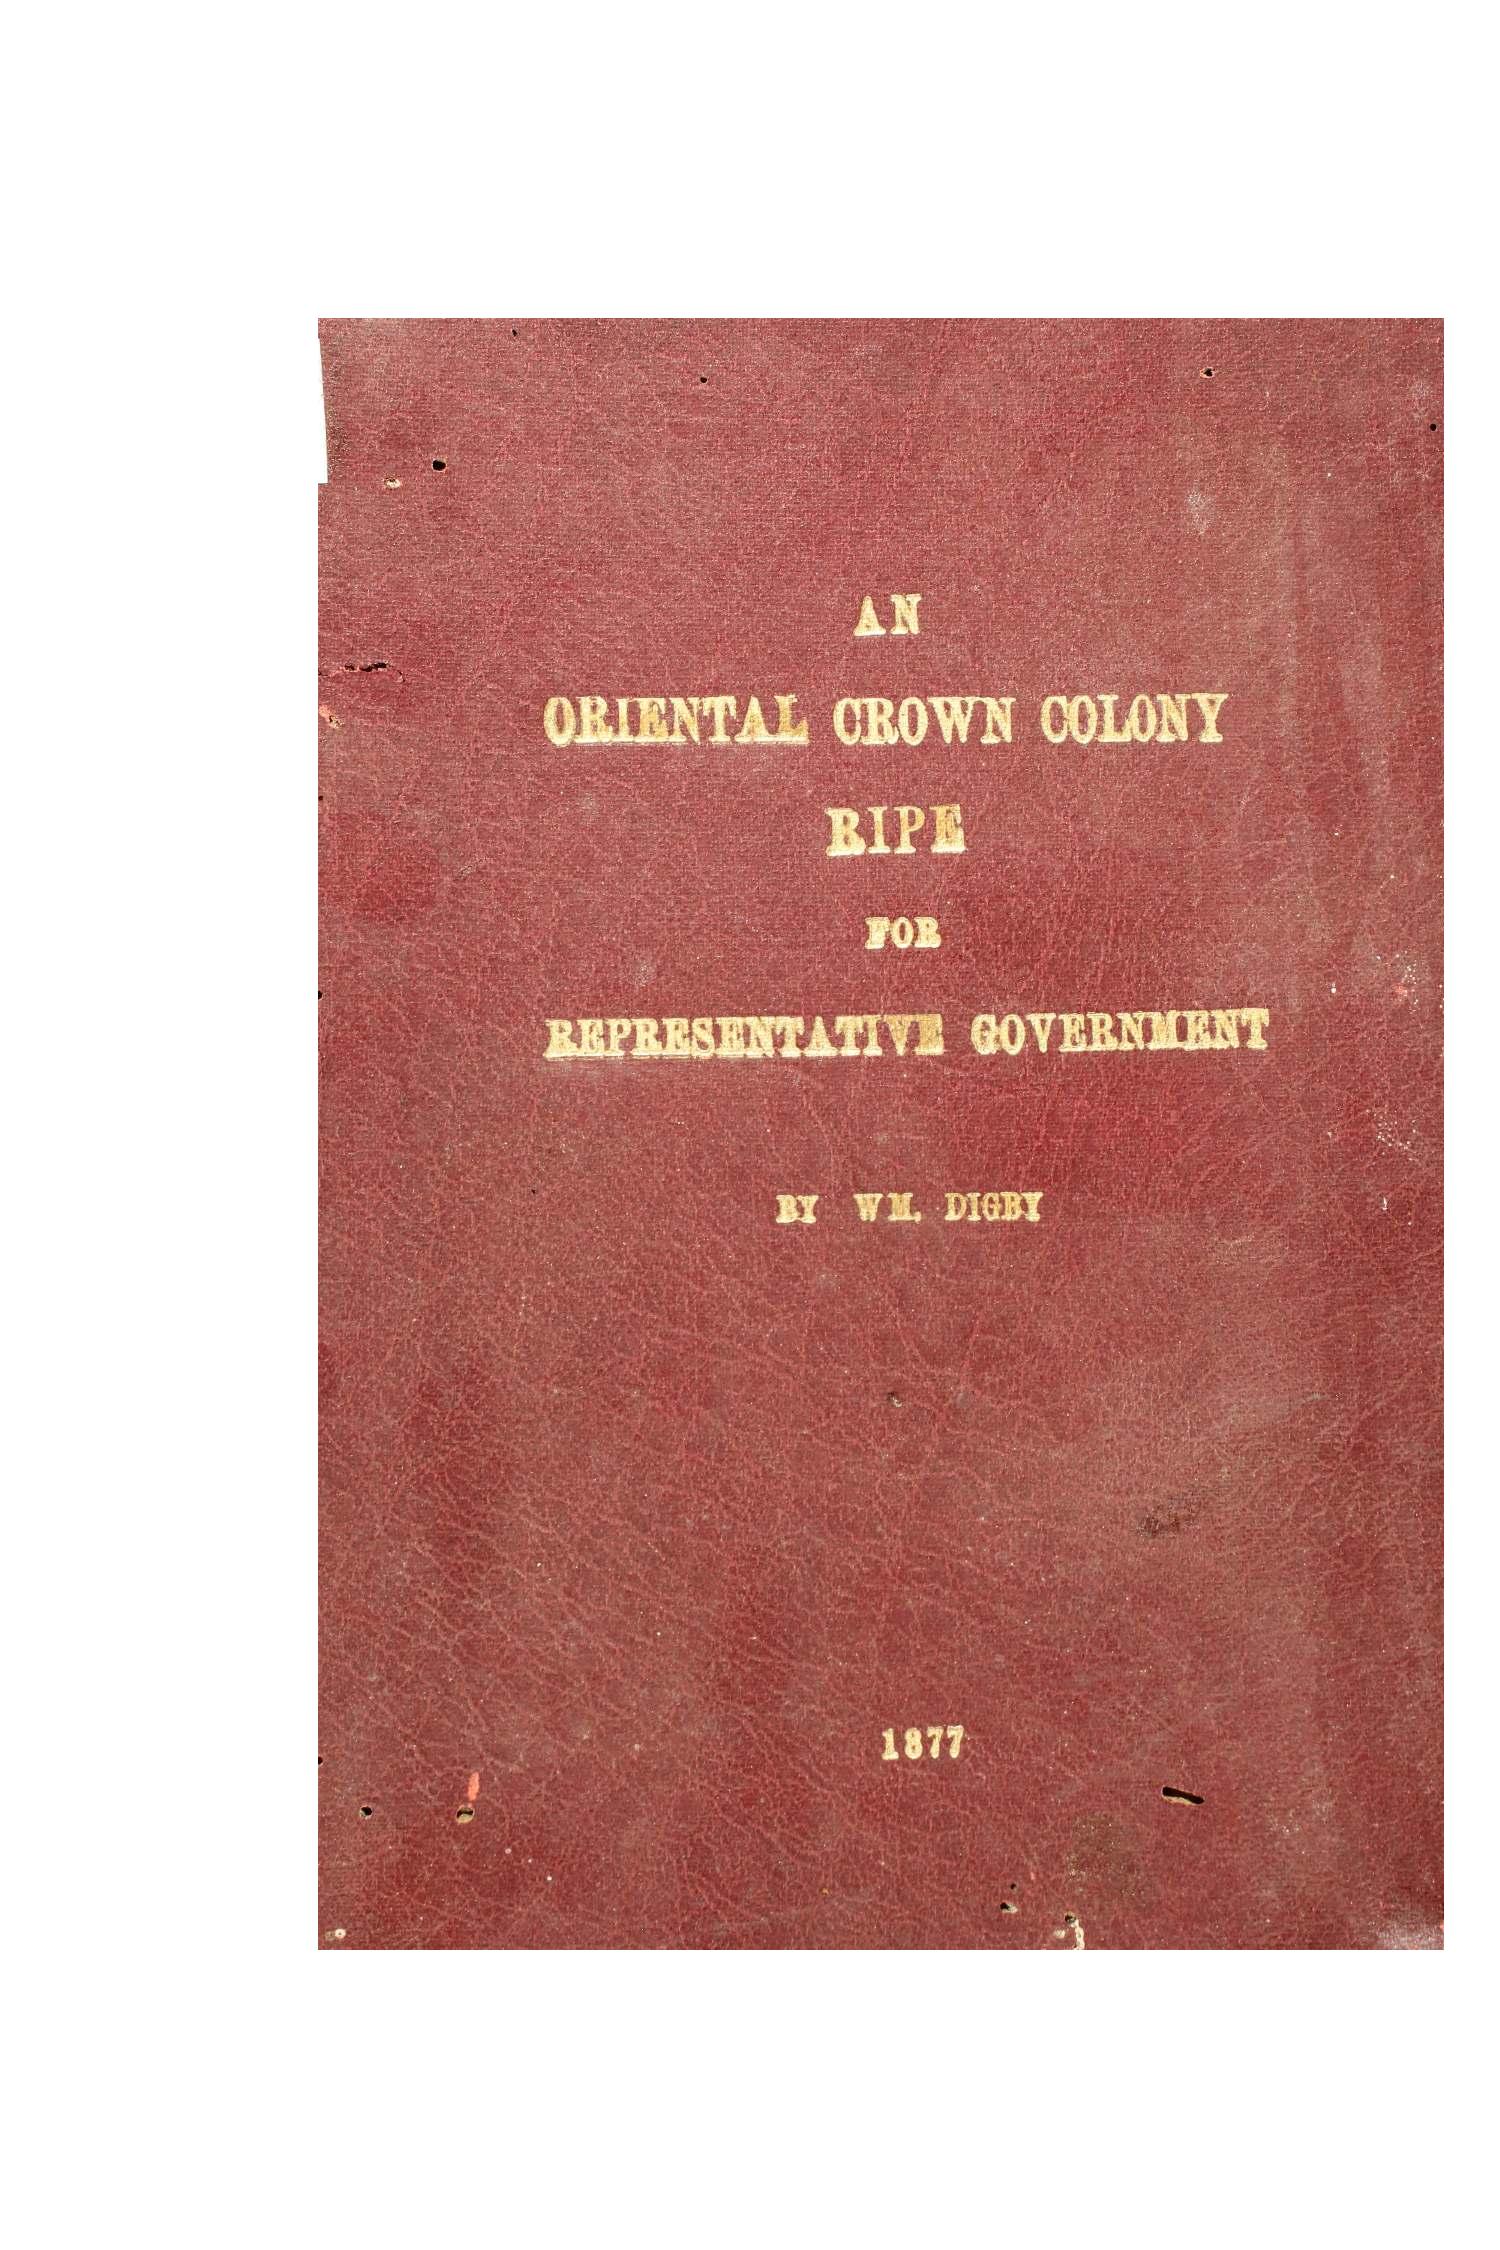 AN
ORIENTAL CROWN COLONY
RIPE
FOR
REPRESENTATIVE GOVERNMENT
BY WM, DIGBY
1877